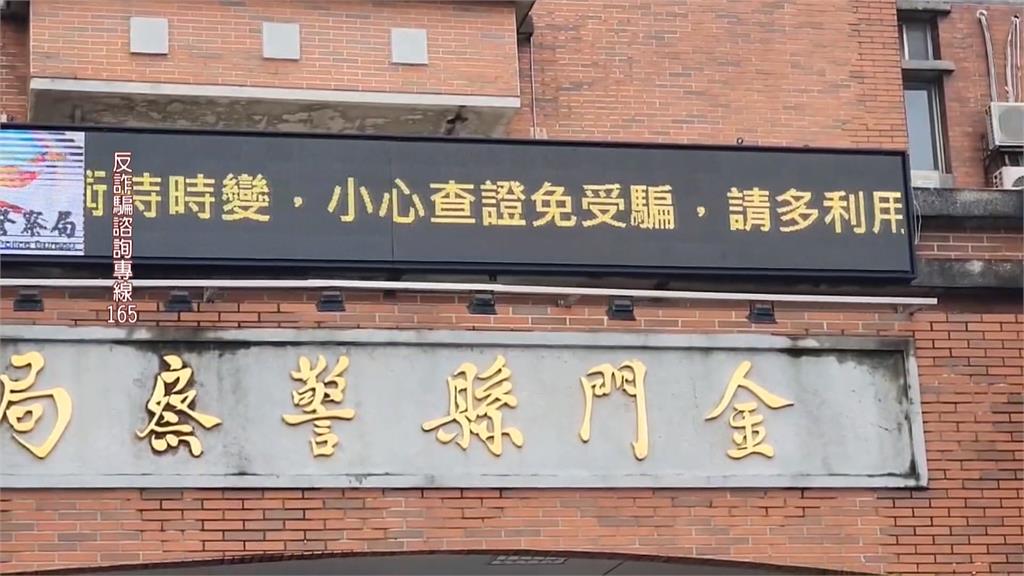 時時變，小心查證免受騙，請多利用
警察局
反詐騙諮詢專線165
金門縣警察局